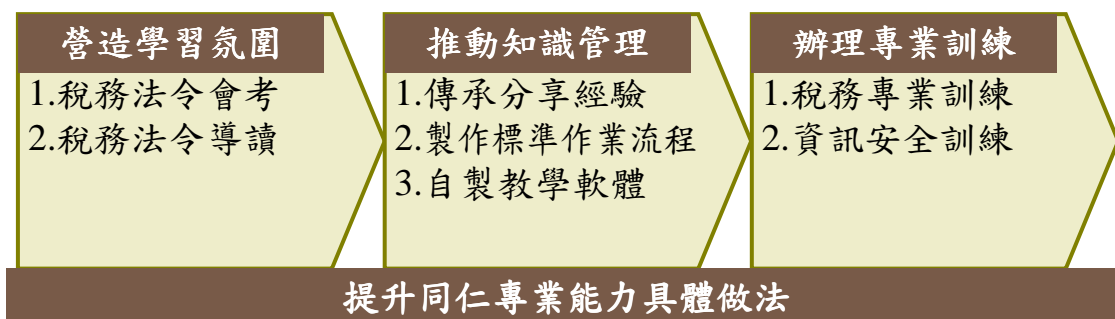 營造學習氛圍
1.稅務法令會考
2.稅務法令導讀
推動知識管理
1.傳承分享經驗
2.製作標準作業流程
3.自製教學軟體
辦理專業訓練
1.稅務專業訓練
2.資訊安全訓練
提升同仁專業能力具體做法